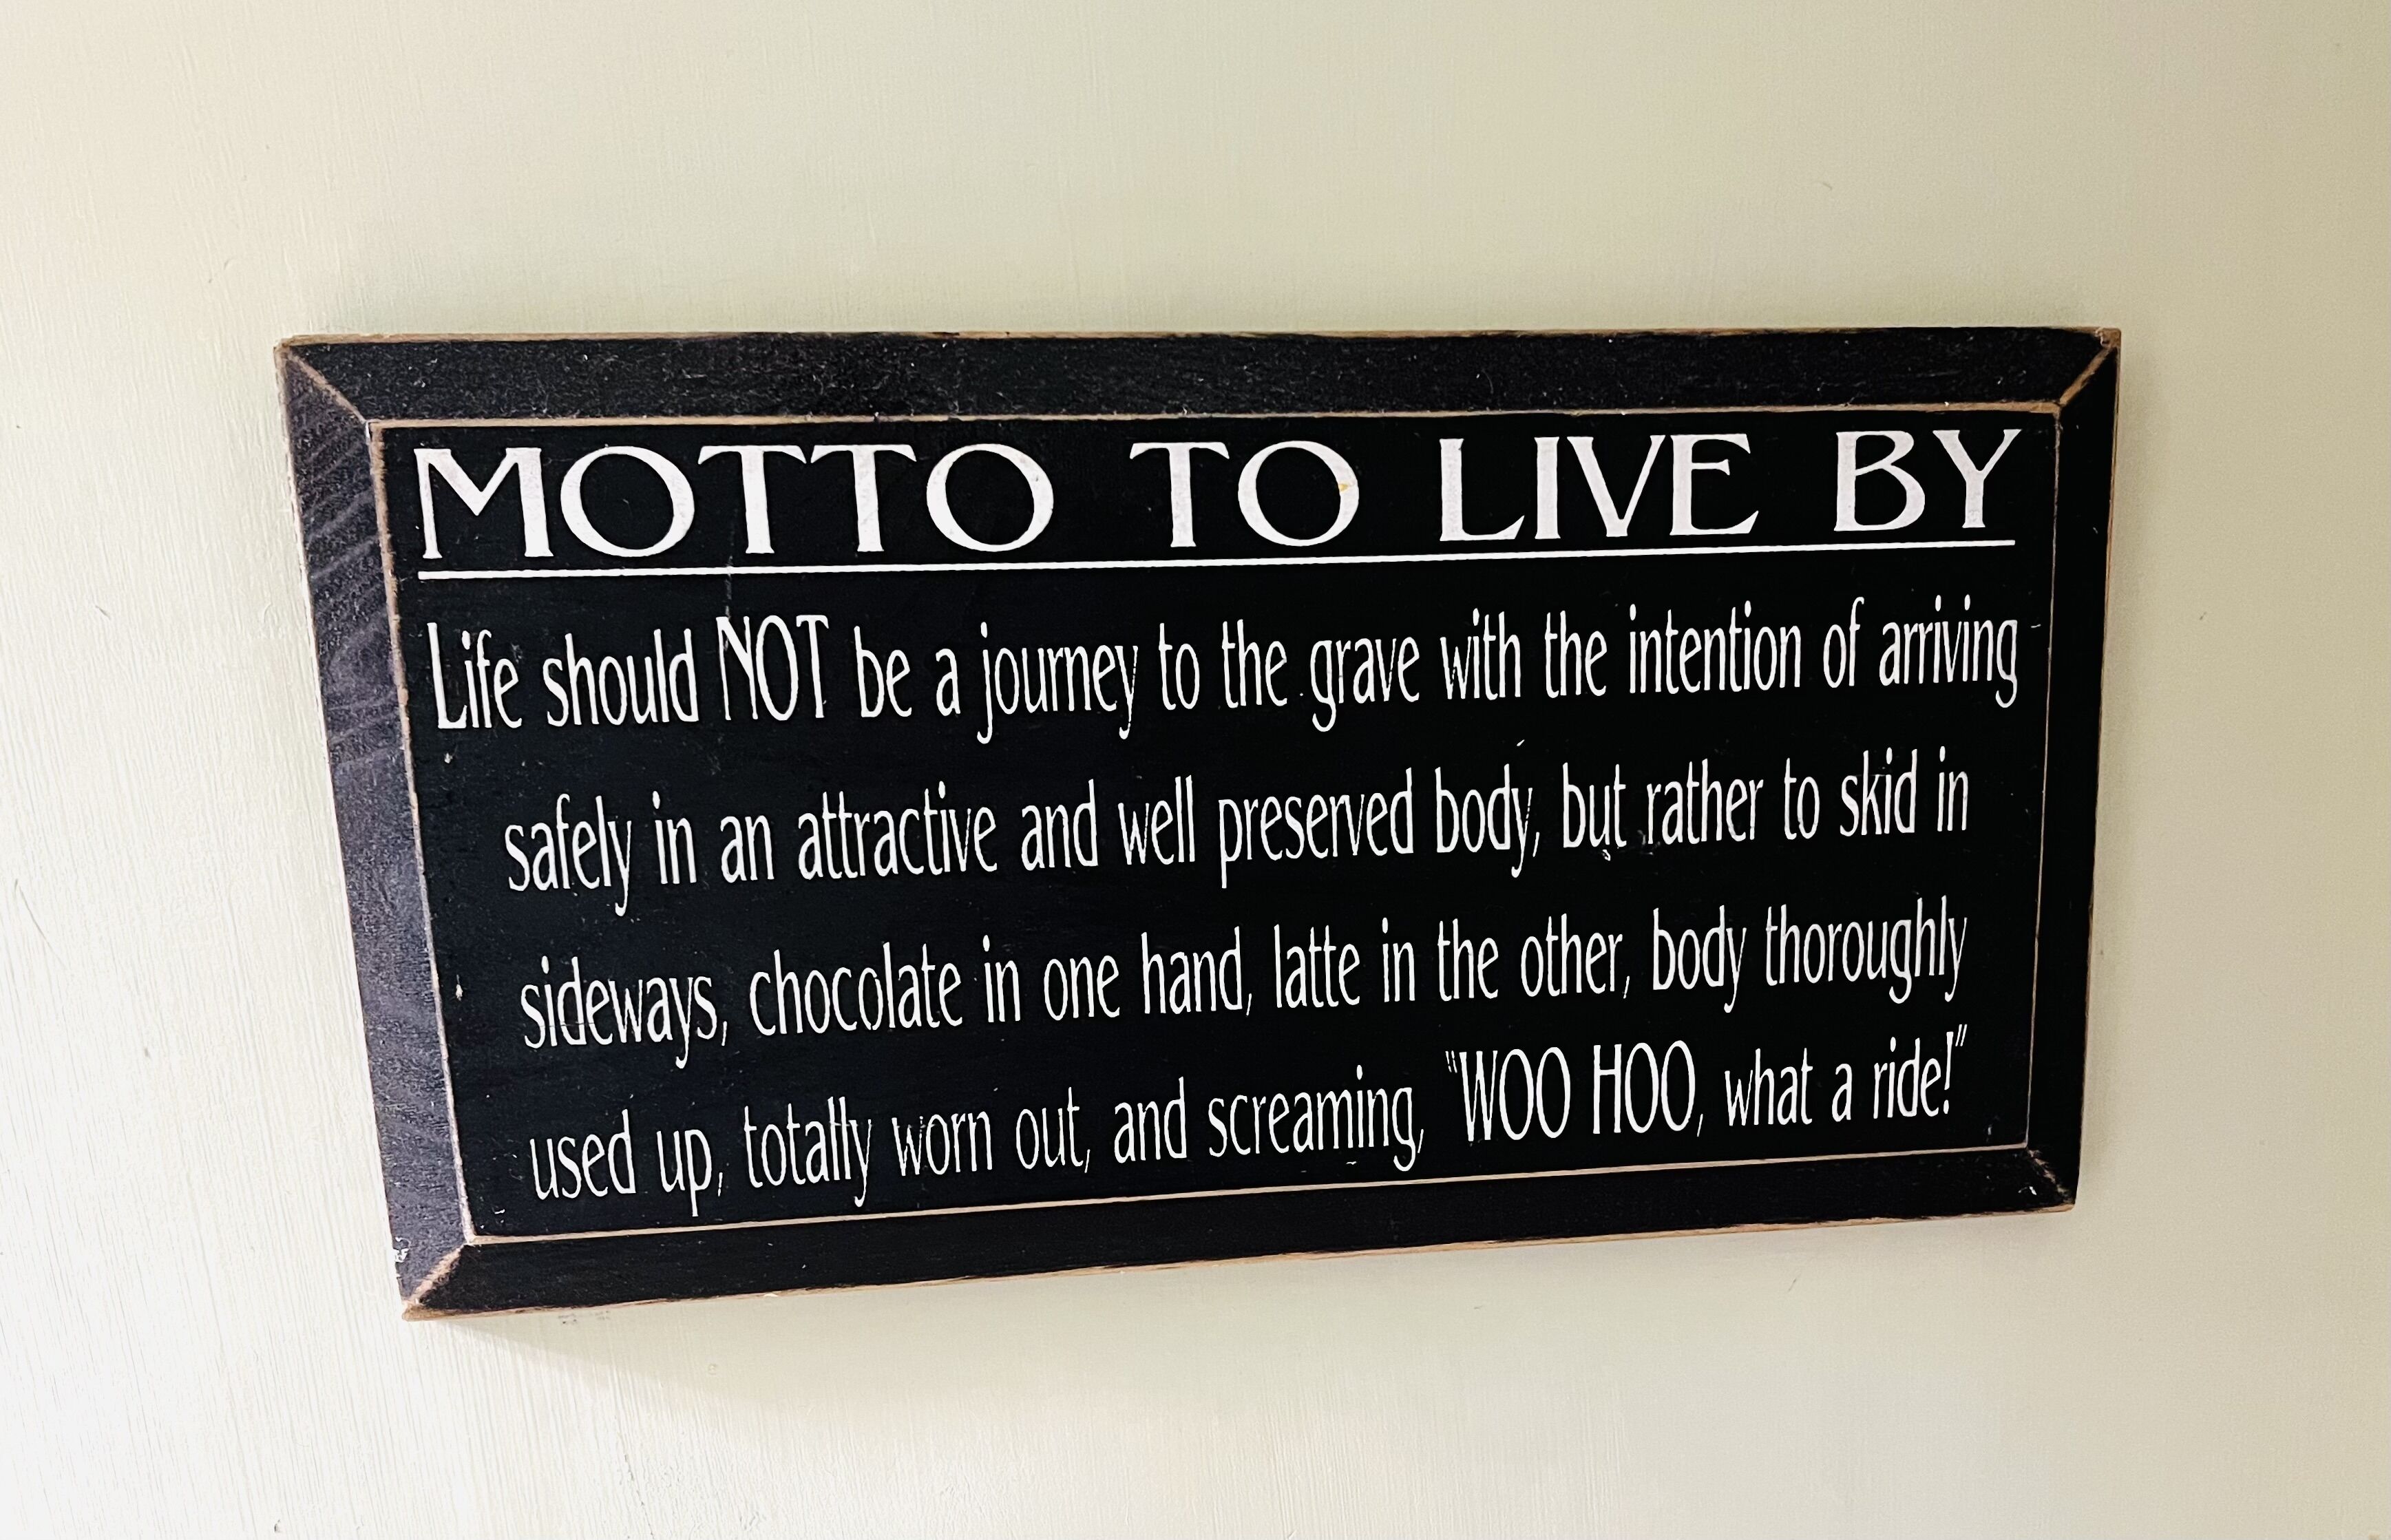 MOTTO TO LIVE BY
Life should NOT be a journey to the grave with the intention of arriving
safely in an attractive and well preserved body, but rather to skid in
sideways, chocolate in one hand, latte in the other, body thoroughly
used up, totally worn out, and screaming, "WOO HOO, what a ride!"